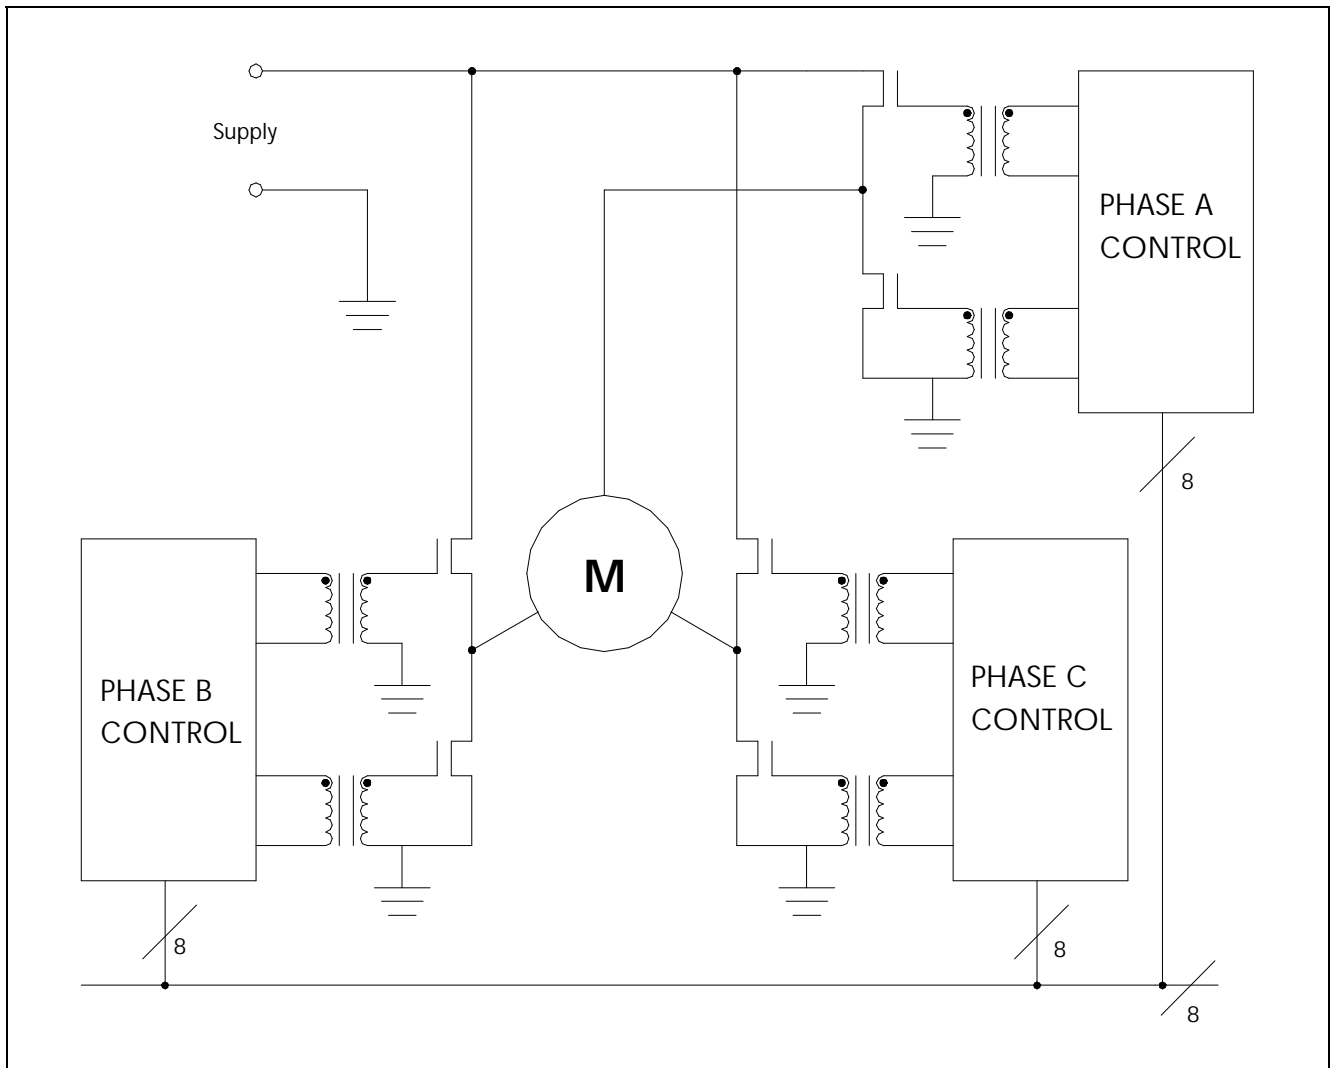 Supply
PHASE A
CONTROL
8
M
PHASE B
CONTROL
PHASE C
CONTROL
8
8
8